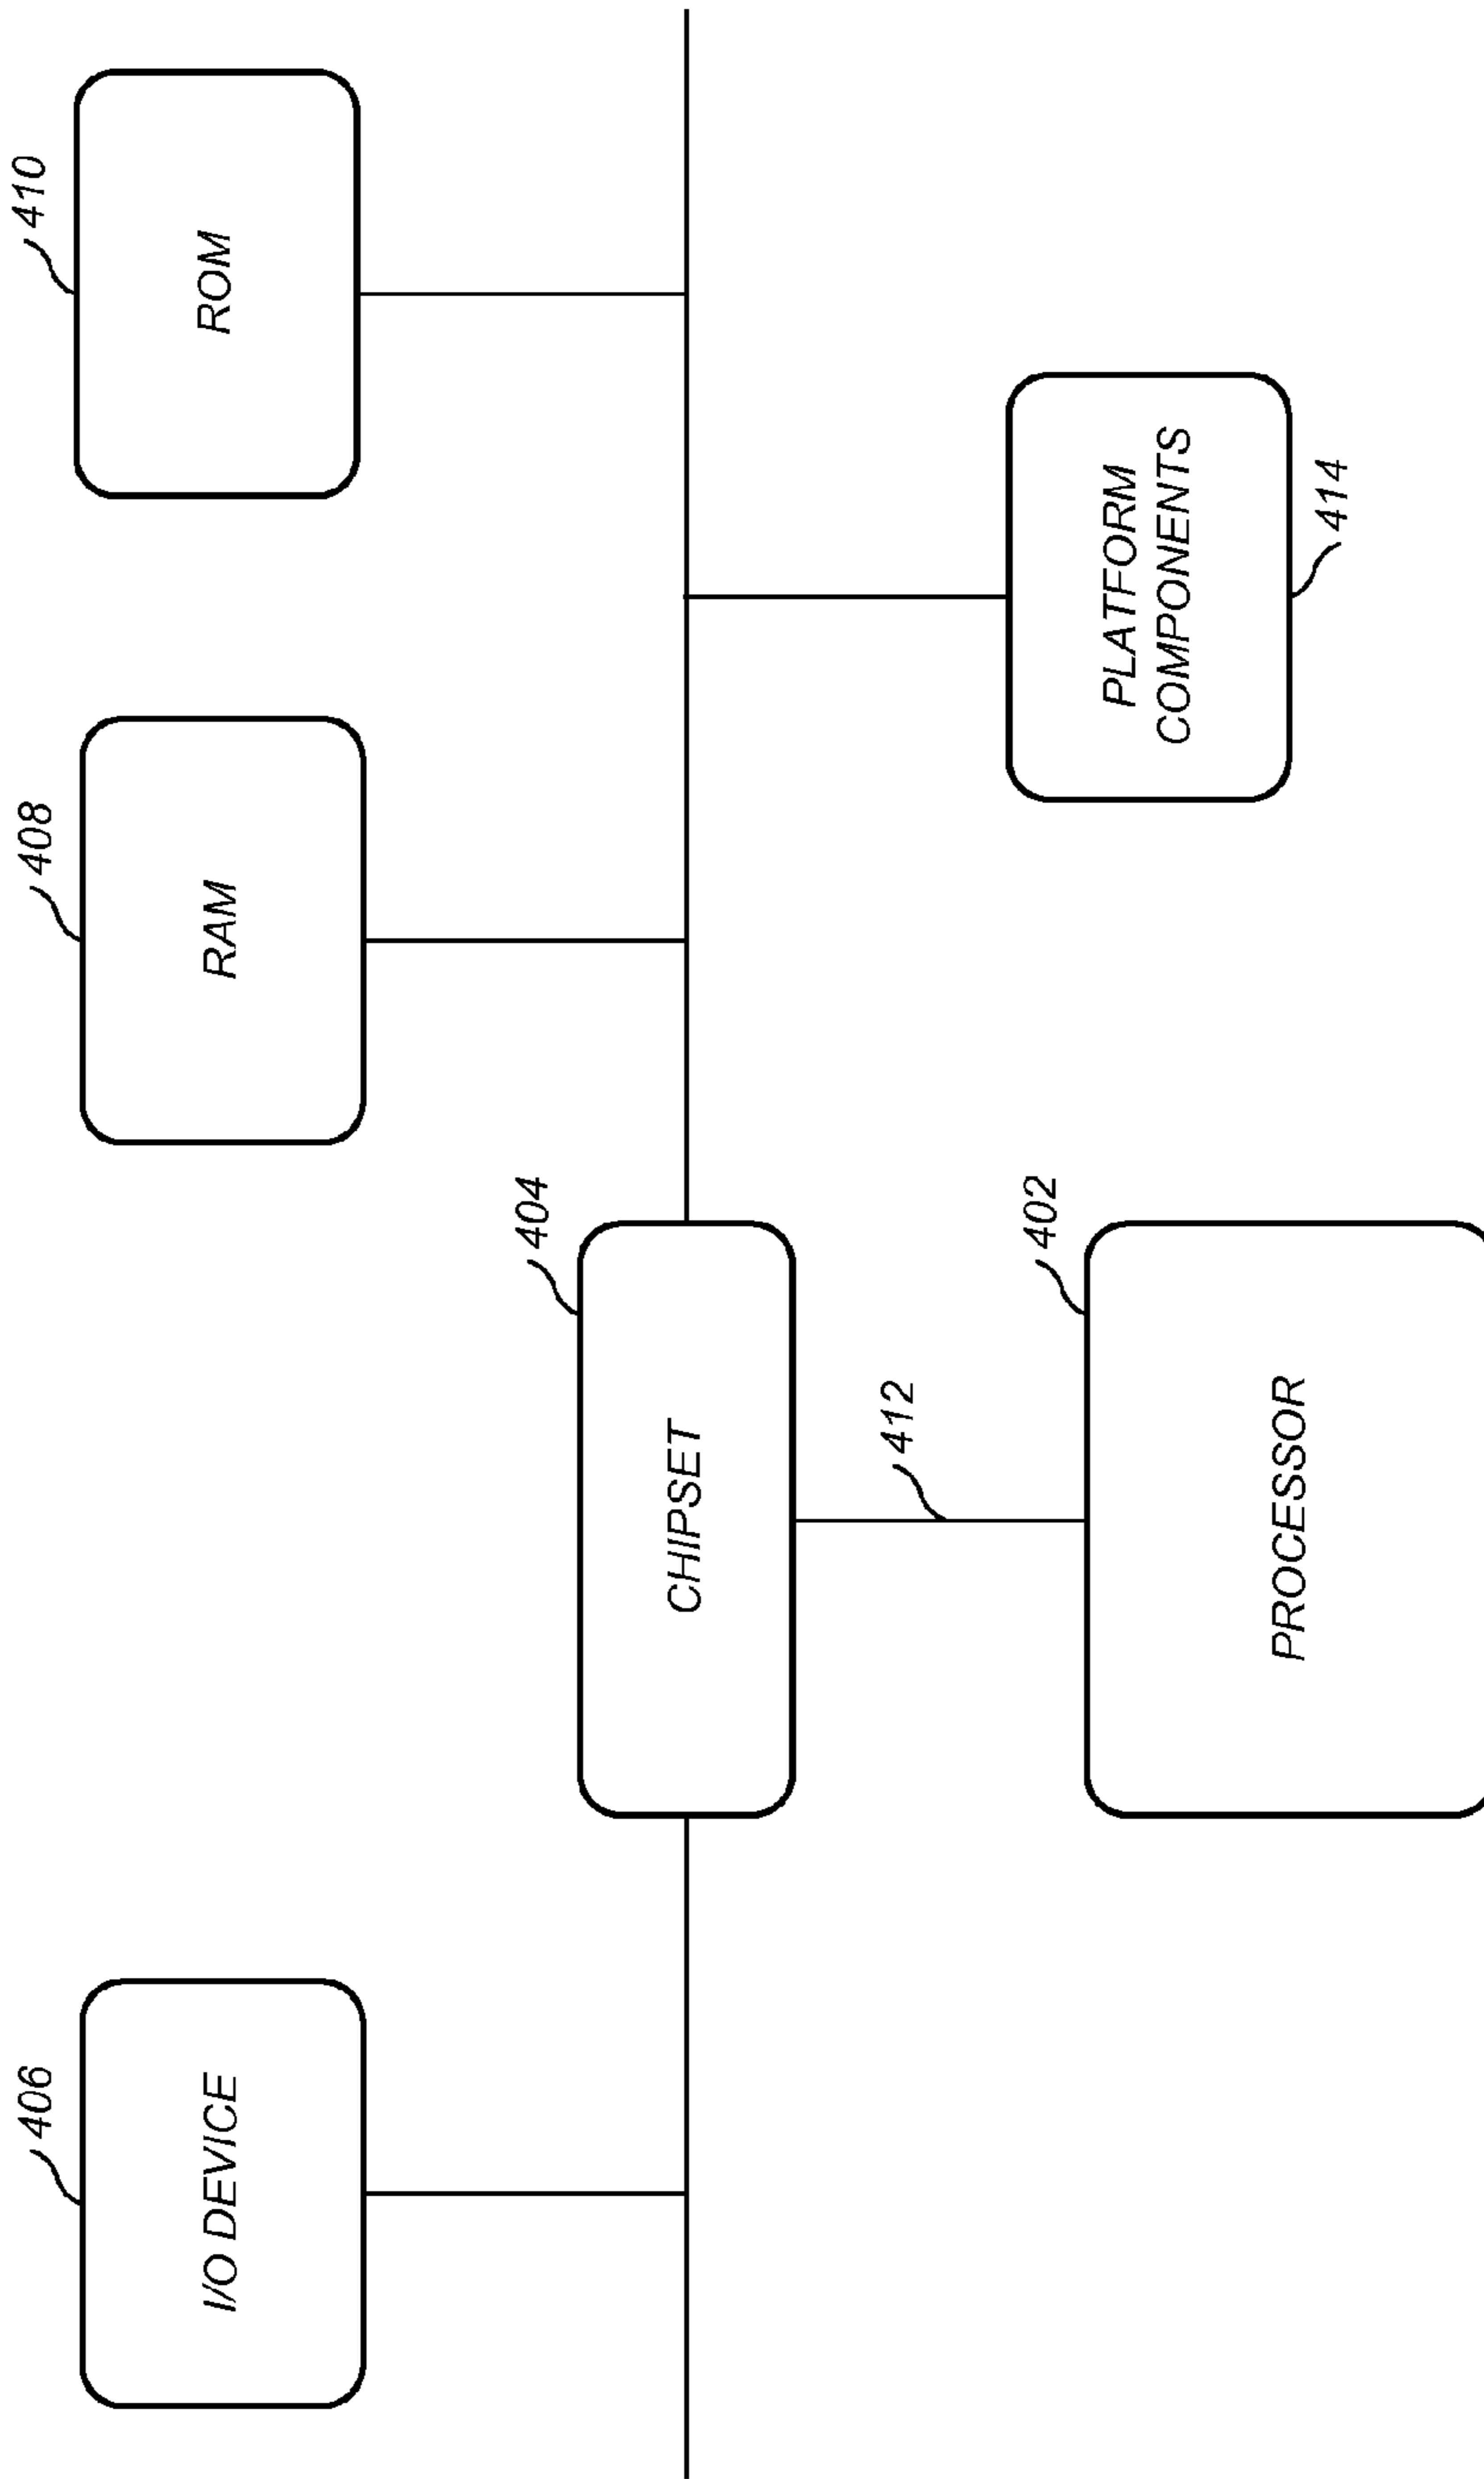 406
I/O DEVICE
408
RAM
410
ROM
404
CHIPSET
412
402
PROCESSOR
PLATFORM
COMPONENTS
414